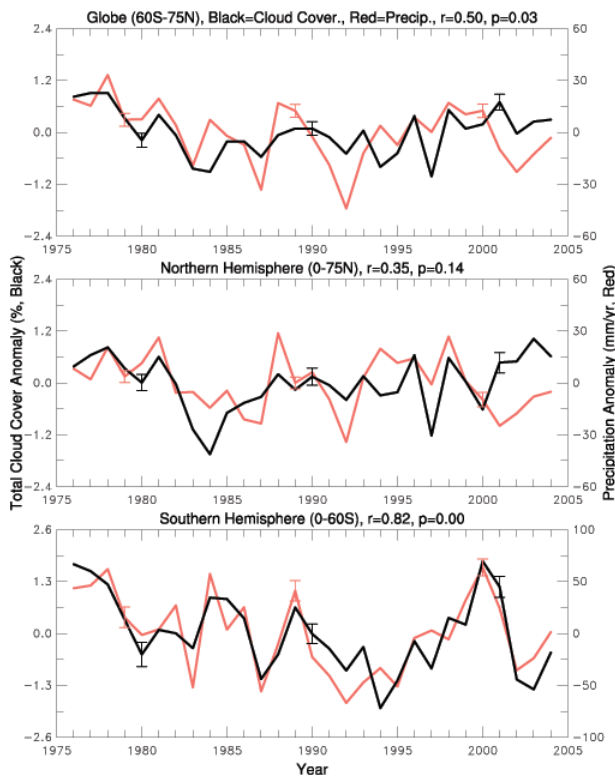 Globe (60S-75N), Black=Cloud Cover., Red=Precip., r=0.50, p=0.03
2.4 60
1.2 30
0.0 0
−1.2 −30
−2.4 −60
1975 1980 1985 1990 1995 2000 2005
Northern Hemisphere (0-75N), r=0.35, p=0.14
2.4 60
1.2 30
0.0 0
−1.2 −30
−2.4 −60
1975 1980 1985 1990 1995 2000 2005
Total Cloud Cover Anomaly (%, Black)
Precipitation Anomaly (mm/yr, Red)
Southern Hemisphere (0-60S), r=0.82, p=0.00
2.6 100
1.3 50
0.0 0
−1.3 −50
−2.6 −100
1975 1980 1985 1990 1995 2000 2005
Year